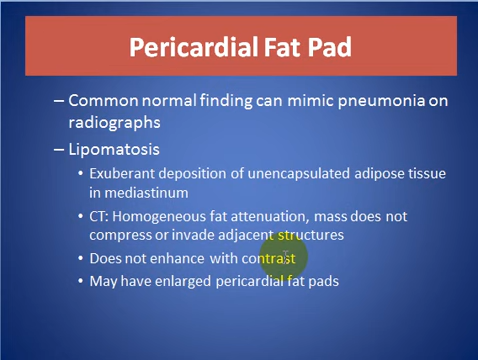 Pericardial Fat Pad
– Common normal finding can mimic pneumonia on
radiographs
– Lipomatosis
• Exuberant deposition of unencapsulated adipose tissue
in mediastinum
• CT: Homogeneous fat attenuation, mass does not
compress or invade adjacent structures
• Does not enhance with contrast
• May have enlarged pericardial fat pads